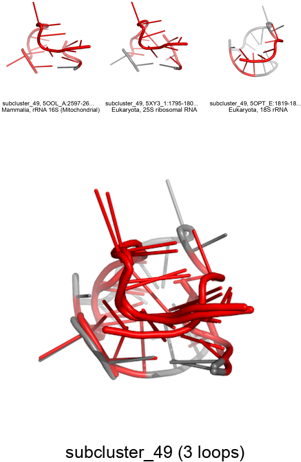 subcluster_49, 5OOL_A:2597-26...
Mammalia, rRNA 16S (Mitochondrial)
subcluster_49, 5XY3_1:1795-180...
Eukaryota, 25S ribosomal RNA
subcluster_49, 5OPT_E:1819-18...
Eukaryota, 18S rRNA
subcluster_49 (3 loops)